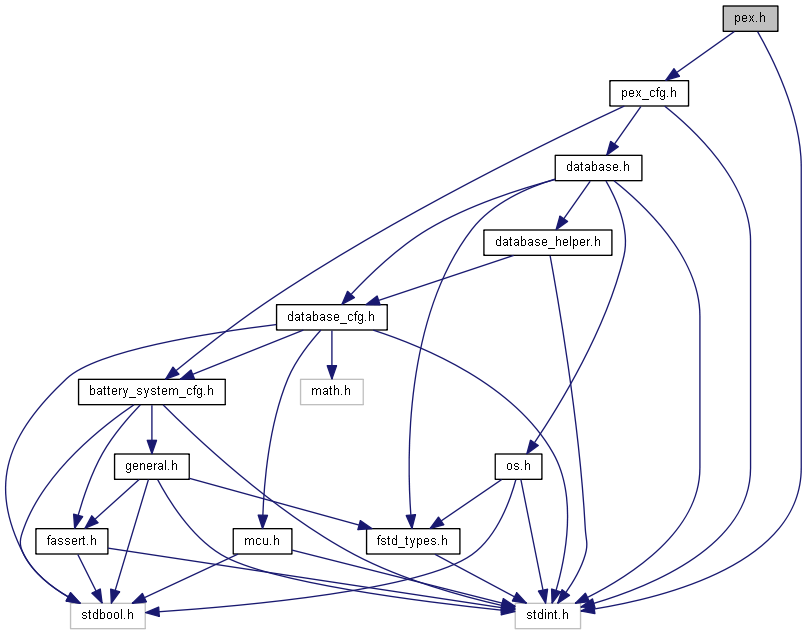 pex.h
pex_cfg.h
database.h
database_helper.h
database_cfg.h
battery_system_cfg.h
math.h
general.h
os.h
fassert.h
mcu.h
fstd_types.h
stdbool.h
stdint.h